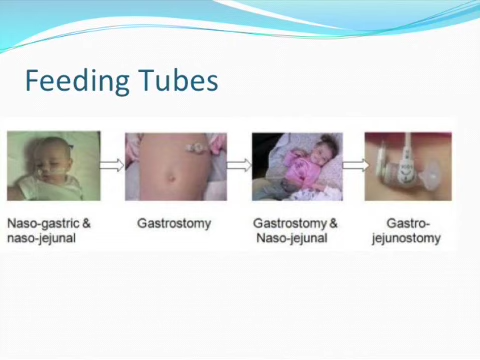 Feeding Tubes
Naso-gastric &
naso-jejunal
Gastrostomy
Gastrostomy &
Naso-jejunal
Gastro-
jejunostomy